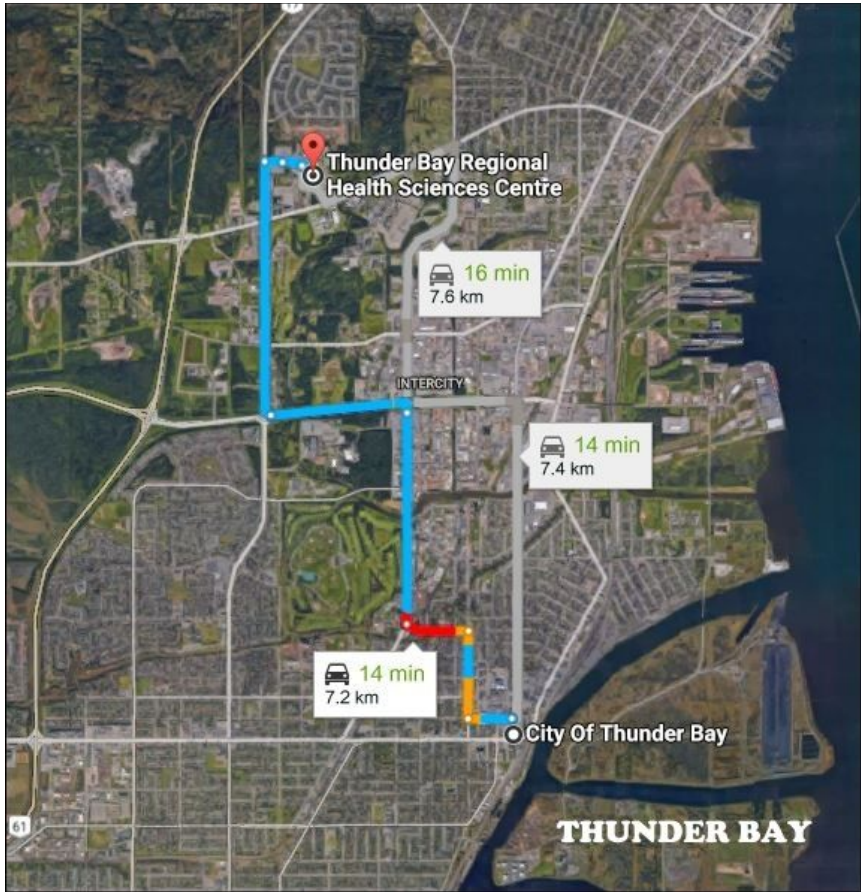 Thunder Bay Regional
Health Sciences Centre
16 min
7.6 km
INTERCITY
14 min
7.4 km
14 min
7.2 km
City Of Thunder Bay
61
THUNDER BAY